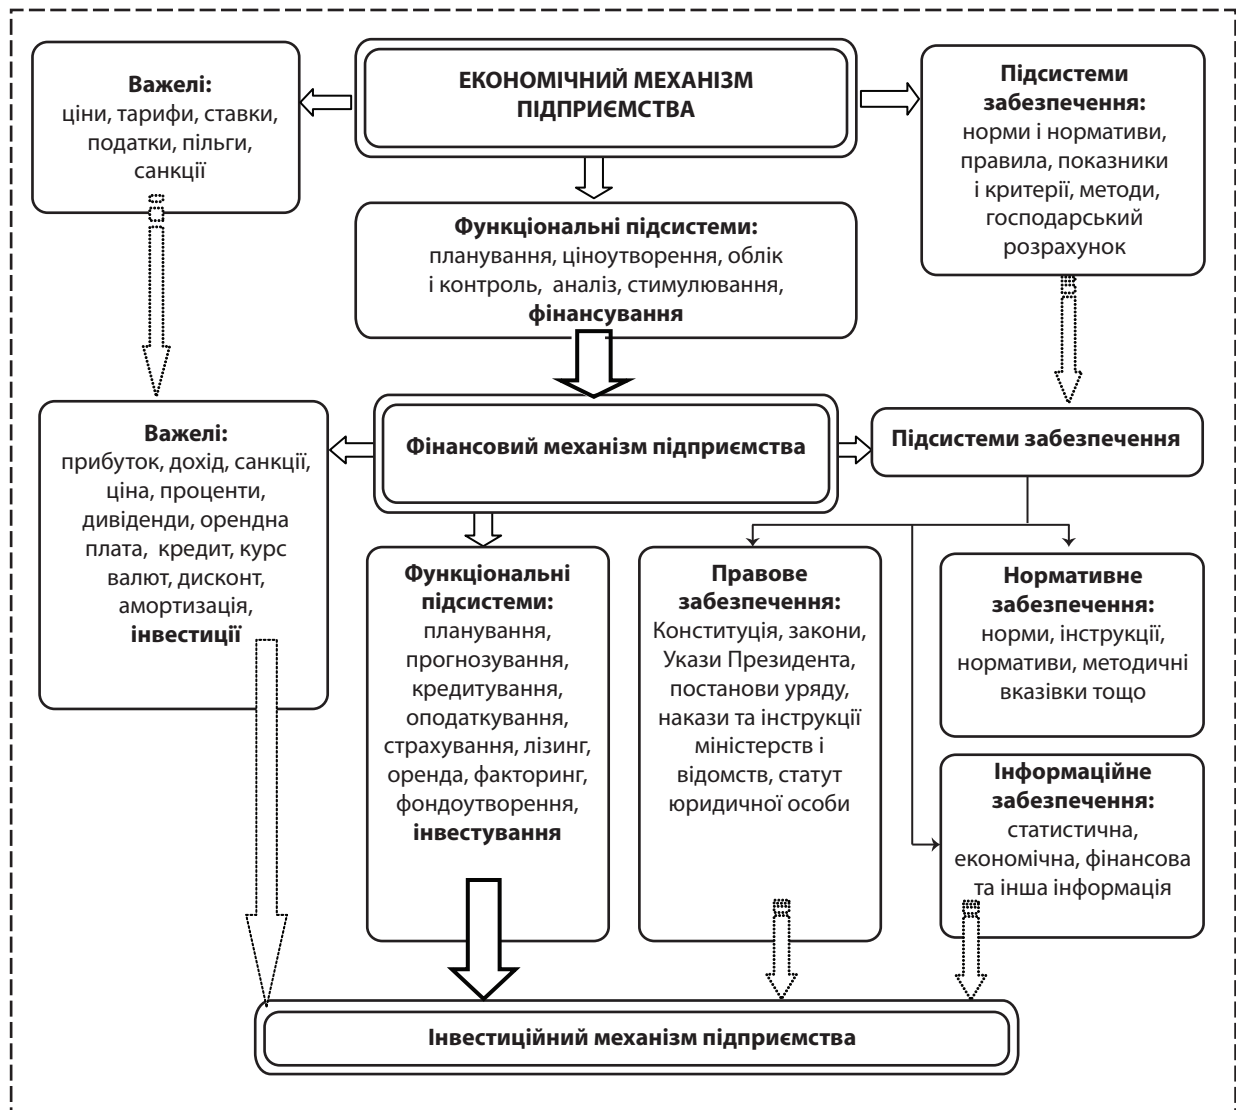 ЕКОНОМІЧНИЙ МЕХАНІЗМ
ПІДПРИЄМСТВА
Важелі:
ціни, тарифи, ставки,
податки, пільги,
санкції
Підсистеми
забезпечення:
норми і нормативи,
правила, показники
і критерії, методи,
господарський
розрахунок
Функціональні підсистеми:
планування, ціноутворення, облік
і контроль, аналіз, стимулювання,
фінансування
Важелі:
прибуток, дохід, санкції,
ціна, проценти,
дивіденди, орендна
плата, кредит, курс
валют, дисконт,
амортизація,
інвестиції
Фінансовий механізм підприємства
Підсистеми забезпечення
Функціональні
підсистеми:
планування,
прогнозування,
кредитування,
оподаткування,
страхування, лізинг,
оренда, факторинг,
фондоутворення,
інвестування
Правове
забезпечення:
Конституція, закони,
Укази Президента,
постанови уряду,
накази та інструкції
міністерств і
відомств, статут
юридичної особи
Нормативне
забезпечення:
норми, інструкції,
нормативи, методичні
вказівки тощо
Інформаційне
забезпечення:
статистична,
економічна, фінансова
та інша інформація
Інвестиційний механізм підприємства